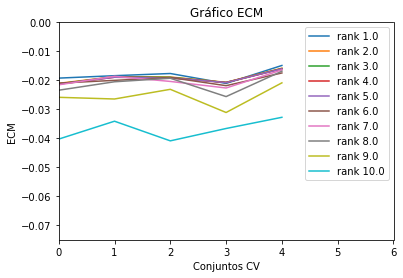 Gráfico ECM
0.00
−0.01
−0.02
−0.03
−0.04
−0.05
−0.06
−0.07
ECM
0 1 2 3 4 5 6
Conjuntos CV
rank 1.0
rank 2.0
rank 3.0
rank 4.0
rank 5.0
rank 6.0
rank 7.0
rank 8.0
rank 9.0
rank 10.0